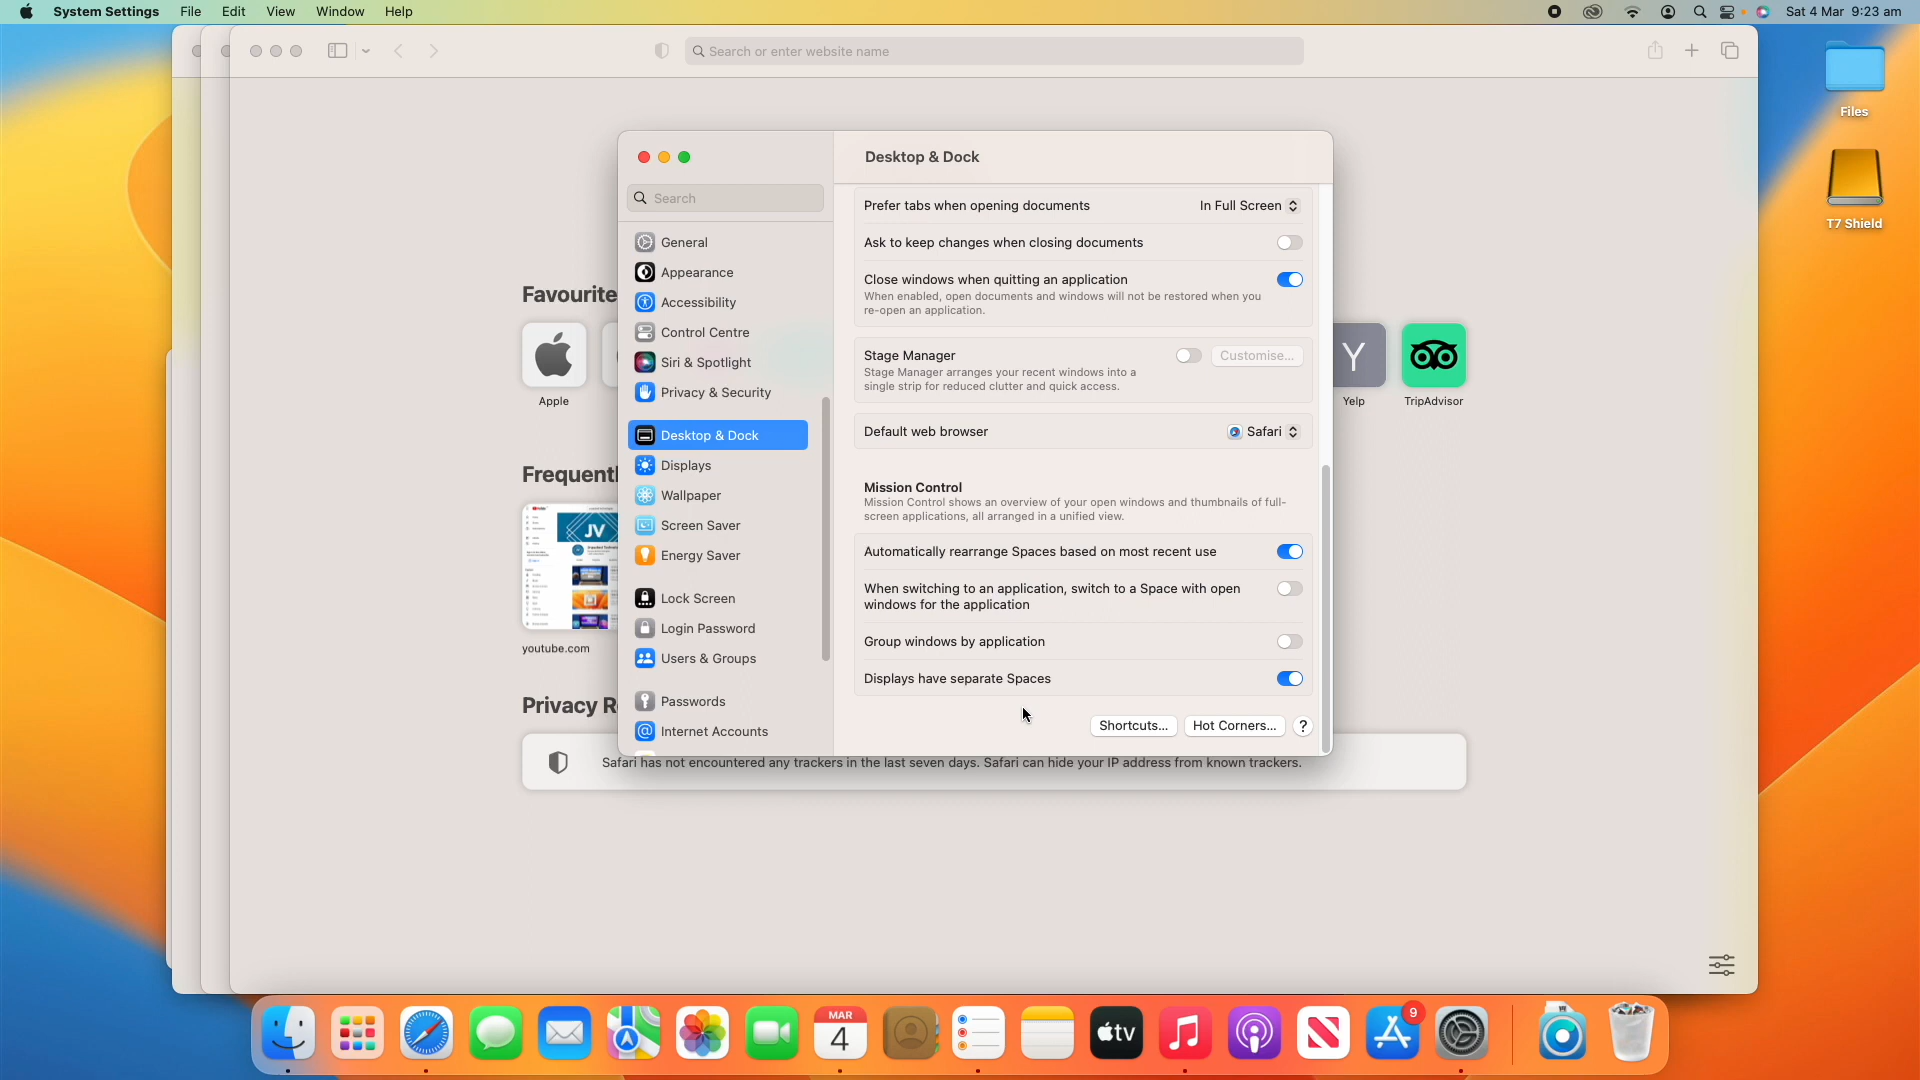 System Settings File Edit View Window Help
Sat 4 Mar 9:23 am
Search or enter website name
Files
T7 Shield
Favourite
Apple
Yelp
TripAdvisor
Y
Frequentl
JV
youtube.com
Privacy R
Safari has not encountered any trackers in the last seven days. Safari can hide your IP address from known trackers.
Search
General
Appearance
Accessibility
Control Centre
Siri & Spotlight
Privacy & Security
Desktop & Dock
Displays
Wallpaper
Screen Saver
Energy Saver
Lock Screen
Login Password
Users & Groups
Passwords
Internet Accounts
Desktop & Dock
Prefer tabs when opening documents In Full Screen
Ask to keep changes when closing documents
Close windows when quitting an application
When enabled, open documents and windows will not be restored when you
re-open an application.
Stage Manager Customise...
Stage Manager arranges your recent windows into a
single strip for reduced clutter and quick access.
Default web browser Safari
Mission Control
Mission Control shows an overview of your open windows and thumbnails of full-
screen applications, all arranged in a unified view.
Automatically rearrange Spaces based on most recent use
When switching to an application, switch to a Space with open
windows for the application
Group windows by application
Displays have separate Spaces
Shortcuts... Hot Corners... ?
MAR
4
tv
9